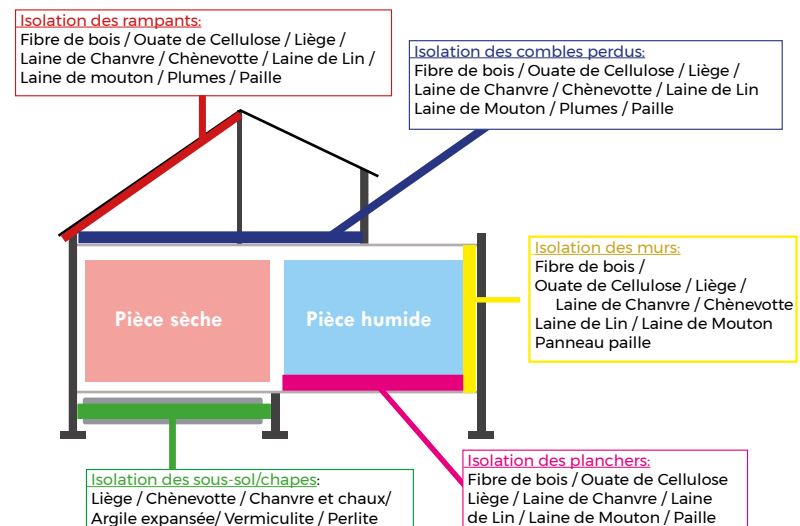 Isolation des rampants:
Fibre de bois / Ouate de Cellulose / Liège /
Laine de Chanvre / Chènevotte / Laine de Lin /
Laine de mouton / Plumes / Paille
Isolation des combles perdus:
Fibre de bois / Ouate de Cellulose / Liège /
Laine de Chanvre / Chènevotte / Laine de Lin
Laine de Mouton / Plumes / Paille
Isolation des murs:
Fibre de bois /
Ouate de Cellulose / Liège /
Laine de Chanvre / Chènevotte
Laine de Lin / Laine de Mouton
Panneau paille
Pièce sèche
Pièce humide
Isolation des sous-sol/chapes:
Liège / Chènevotte / Chanvre et chaux/
Argile expansée/ Vermiculite / Perlite
Isolation des planchers:
Fibre de bois / Ouate de Cellulose
Liège / Laine de Chanvre / Laine
de Lin / Laine de Mouton / Paille